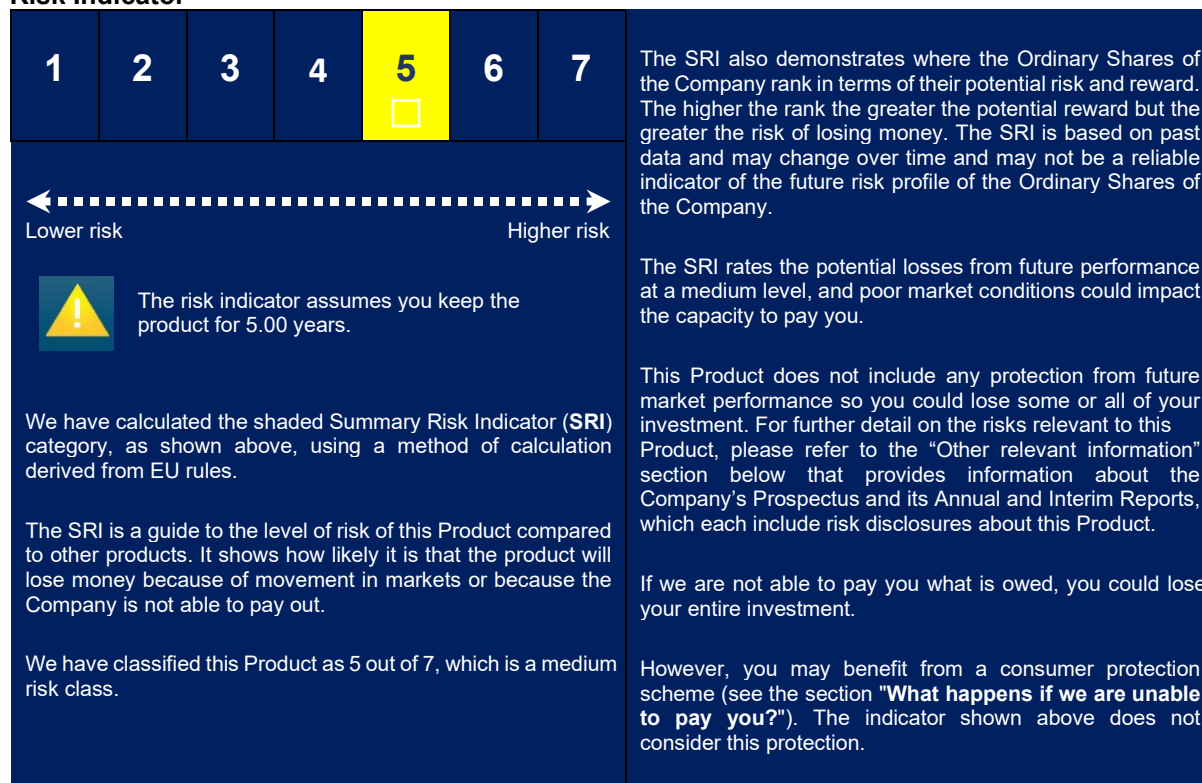 Risk Indicator
1 2 3 4 5 6 7
Lower risk Higher risk
The risk indicator assumes you keep the
product for 5.00 years.
We have calculated the shaded Summary Risk Indicator (SRI)
category, as shown above, using a method of calculation
derived from EU rules.
The SRI is a guide to the level of risk of this Product compared
to other products. It shows how likely it is that the product will
lose money because of movement in markets or because the
Company is not able to pay out.
We have classified this Product as 5 out of 7, which is a medium
risk class.
The SRI also demonstrates where the Ordinary Shares of
the Company rank in terms of their potential risk and reward.
The higher the rank the greater the potential reward but the
greater the risk of losing money. The SRI is based on past
data and may change over time and may not be a reliable
indicator of the future risk profile of the Ordinary Shares of
the Company.
The SRI rates the potential losses from future performance
at a medium level, and poor market conditions could impact
the capacity to pay you.
This Product does not include any protection from future
market performance so you could lose some or all of your
investment. For further detail on the risks relevant to this
Product, please refer to the “Other relevant information”
section below that provides information about the
Company’s Prospectus and its Annual and Interim Reports,
which each include risk disclosures about this Product.
If we are not able to pay you what is owed, you could lose
your entire investment.
However, you may benefit from a consumer protection
scheme (see the section "What happens if we are unable
to pay you?"). The indicator shown above does not
consider this protection.